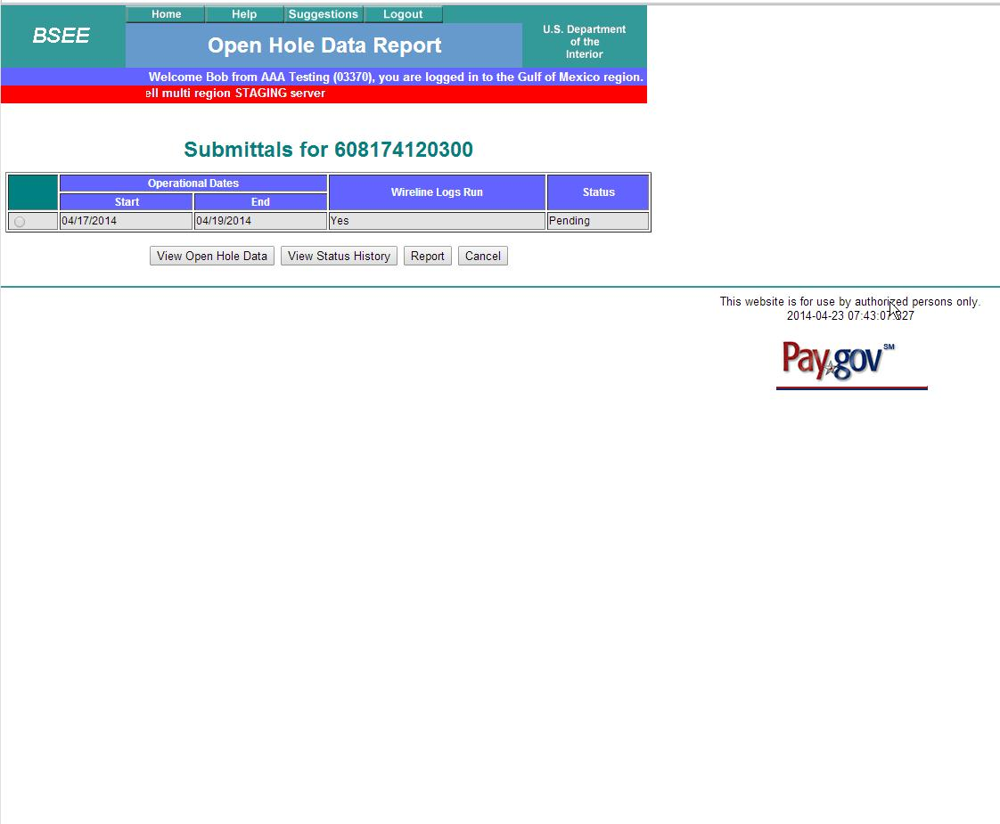 Home Help Suggestions Logout
BSEE
Open Hole Data Report
U.S. Department
of the
Interior
Welcome Bob from AAA Testing (03370), you are logged in to the Gulf of Mexico region.
ell multi region STAGING server
Submittals for 608174120300
Operational Dates Wireline Logs Run Status
Start End
04/17/2014 04/19/2014 Yes Pending
View Open Hole Data View Status History Report Cancel
This website is for use by authorized persons only.
2014-04-23 07:43:07.327
Pay.gov SM